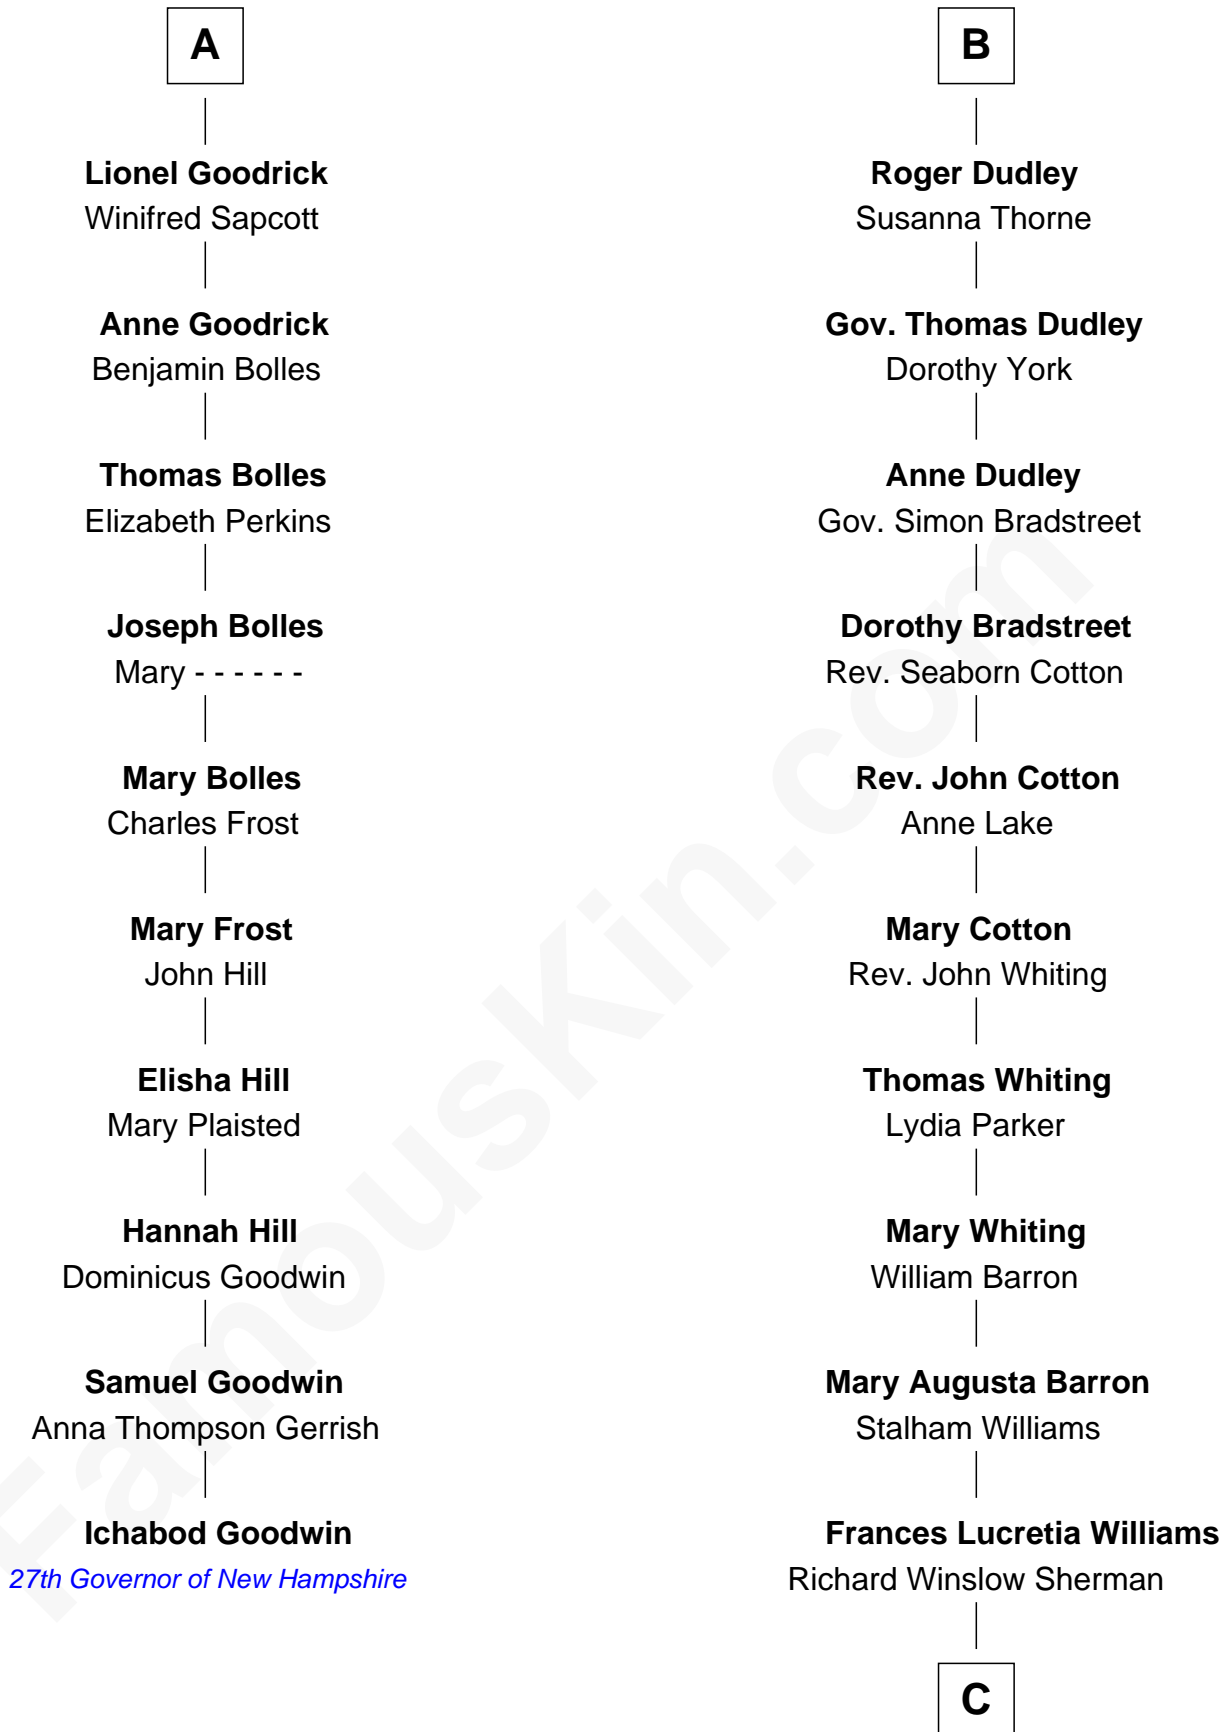 A
Lionel Goodrick
Winifred Sapcott
Anne Goodrick
Benjamin Bolles
Thomas Bolles
Elizabeth Perkins
Joseph Bolles
Mary - - - - - -
Mary Bolles
Charles Frost
Mary Frost
John Hill
Elisha Hill
Mary Plaisted
Hannah Hill
Dominicus Goodwin
Samuel Goodwin
Anna Thompson Gerrish
Ichabod Goodwin
27th Governor of New Hampshire
B
Roger Dudley
Susanna Thorne
Gov. Thomas Dudley
Dorothy York
Anne Dudley
Gov. Simon Bradstreet
Dorothy Bradstreet
Rev. Seaborn Cotton
Rev. John Cotton
Anne Lake
Mary Cotton
Rev. John Whiting
Thomas Whiting
Lydia Parker
Mary Whiting
William Barron
Mary Augusta Barron
Stalham Williams
Frances Lucretia Williams
Richard Winslow Sherman
C
FamousKin.com